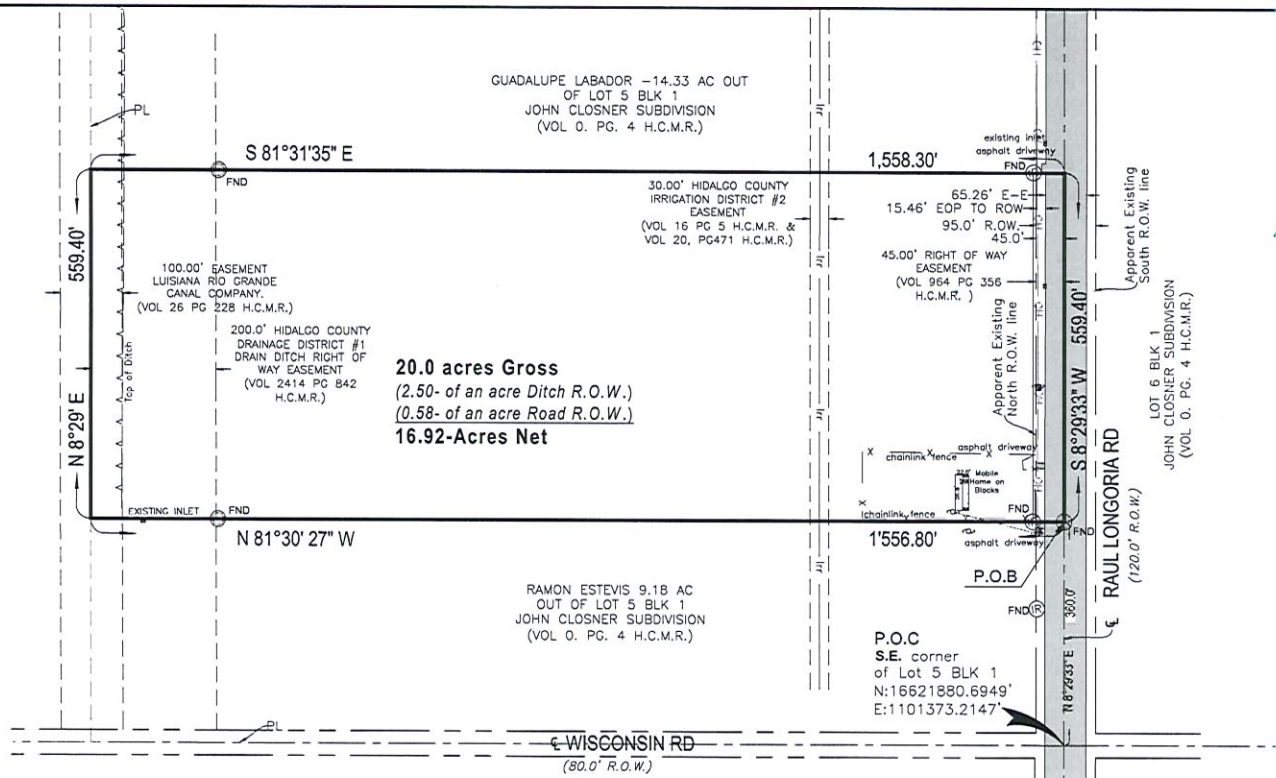 GUADALUPE LABADOR -14.33 AC OUT
OF LOT 5 BLK 1
JOHN CLOSNER SUBDIVISION
(VOL 0. PG. 4 H.C.M.R.)
PL
Irr
S 81°31'35" E
FND
1,558.30'
existing inlet
asphalt driveway
FND
30.00' HIDALGO COUNTY
IRRIGATION DISTRICT #2
EASEMENT
(VOL 16 PG 5 H.C.M.R. &
VOL 20, PG471 H.C.M.R.)
65.26' E-E
15.46' EOP TO ROW
95.0' R.O.W.
45.0'
45.00' RIGHT OF WAY
EASEMENT
(VOL 964 PG 356
H.C.M.R. )
Apparent Existing
South R.O.W. line
559.40'
N 8°29' E
100.00' EASEMENT
LUISIANA RIO GRANDE
CANAL COMPANY.
(VOL 26 PG 228 H.C.M.R.)
200.0' HIDALGO COUNTY
DRAINAGE DISTRICT #1
DRAIN DITCH RIGHT OF
WAY EASEMENT
(VOL 2414 PG 842
H.C.M.R.)
Top of Ditch
Irr
20.0 acres Gross
(2.50- of an acre Ditch R.O.W.)
(0.58- of an acre Road R.O.W.)
16.92-Acres Net
Irr
Apparent Existing
North R.O.W. line
S 8°29'33" W 559.40'
LOT 6 BLK 1
JOHN CLOSNER SUBDIVISION
(VOL 0. PG. 4 H.C.M.R.)
X chainlink X fence X
asphalt driveway
Mobile
Home on
Blocks
X
chainlink fence
EXISTING INLET
FND
N 81°30' 27" W
1'556.80'
FND
asphalt driveway
FND
P.O.B
Irr
RAUL LONGORIA RD
(120.0' R.O.W.)
RAMON ESTEVIS 9.18 AC
OUT OF LOT 5 BLK 1
JOHN CLOSNER SUBDIVISION
(VOL 0. PG. 4 H.C.M.R.)
FND IR
360.0'
N 8°29'33" E
P.O.C
S.E. corner
of Lot 5 BLK 1
N:16621880.6949'
E:1101373.2147'
PL
℄ WISCONSIN RD
(80.0' R.O.W.)